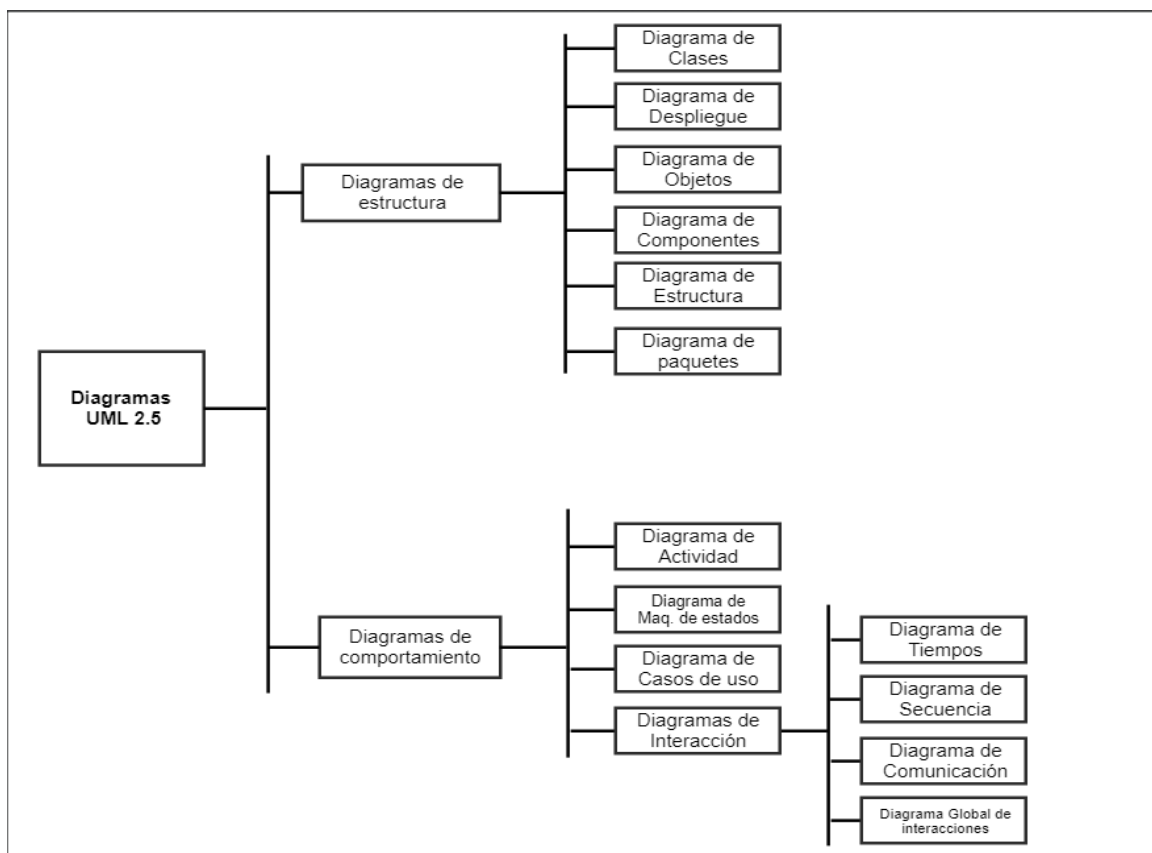 Diagramas
UML 2.5
Diagramas de
estructura
Diagrama de
Clases
Diagrama de
Despliegue
Diagrama de
Objetos
Diagrama de
Componentes
Diagrama de
Estructura
Diagrama de
paquetes
Diagramas de
comportamiento
Diagrama de
Actividad
Diagrama de
Maq. de estados
Diagrama de
Casos de uso
Diagramas de
Interacción
Diagrama de
Tiempos
Diagrama de
Secuencia
Diagrama de
Comunicación
Diagrama Global de
interacciones